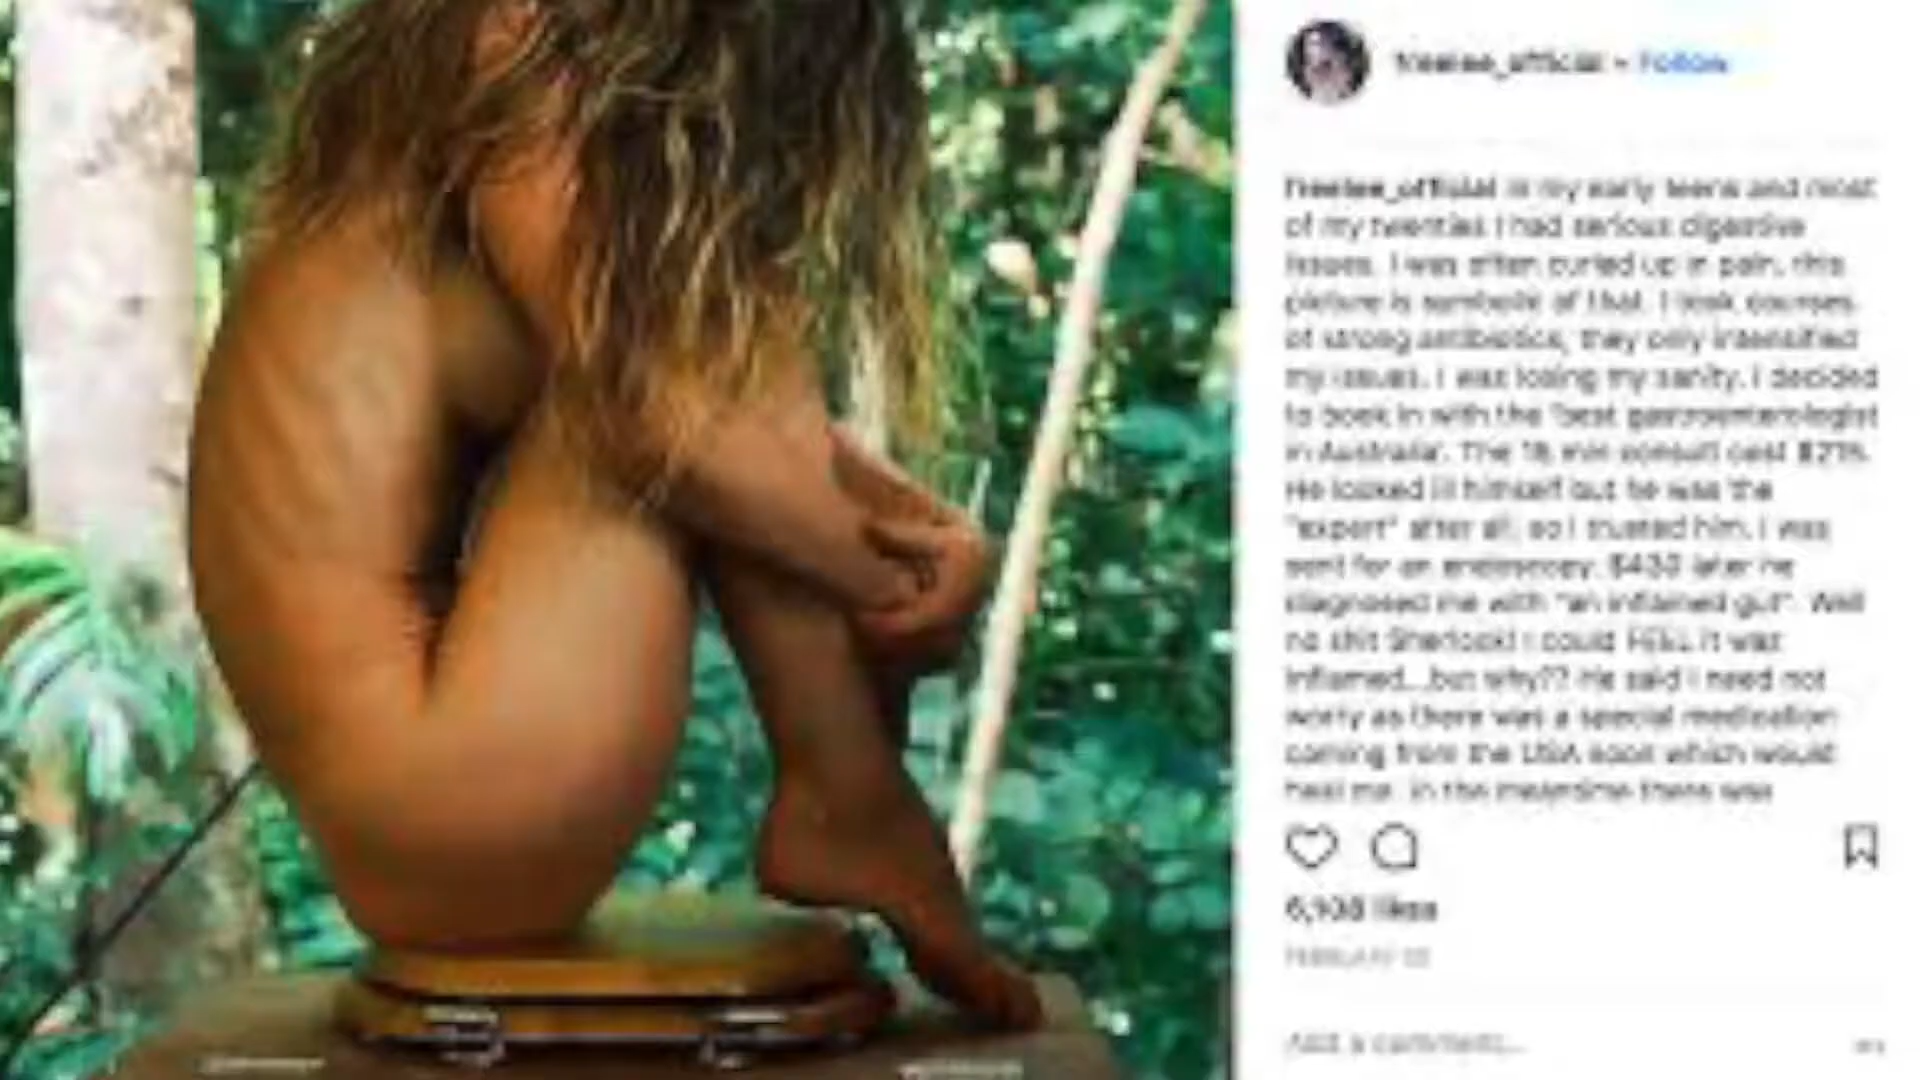 freelee_official • Follow
freelee_official In my early teens and most
of my twenties I had serious digestive
issues. I was often curled up in pain, this
picture is symbolic of that. I took courses
of strong antibiotics, they only intensified
my issues. I was losing my sanity. I decided
to book in with the "best gastroenterologist
in Australia". The 15 min consult cost
He looked ill himself but he was the
"expert" after all, so I trusted him. I was
sent for an endoscopy. $430 later he
diagnosed me with "an inflamed gut". Well
no shit Sherlock! I could FEEL it was
inflamed...but why?? He said I need not
worry as there was a special medication
coming from the USA soon which would
heal me. In the meantime there was
likes
FEBRUARY
Add a comment...